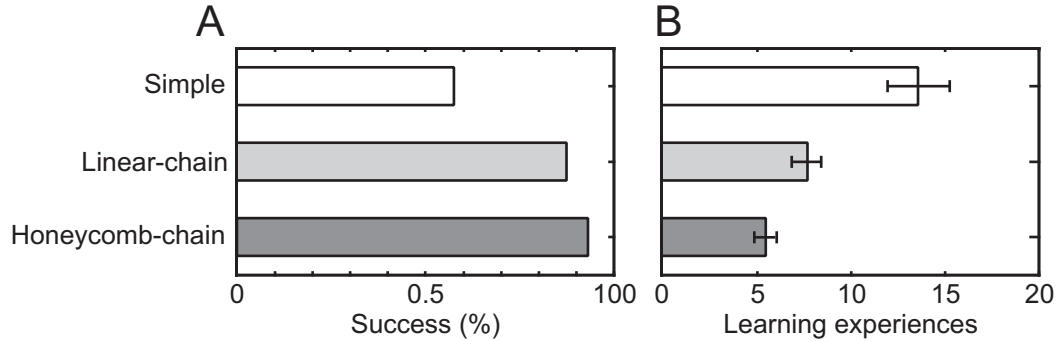 A
B
Simple
Linear-chain
Honeycomb-chain
0 0.5 100
0 5 10 15 20
Success (%)
Learning experiences